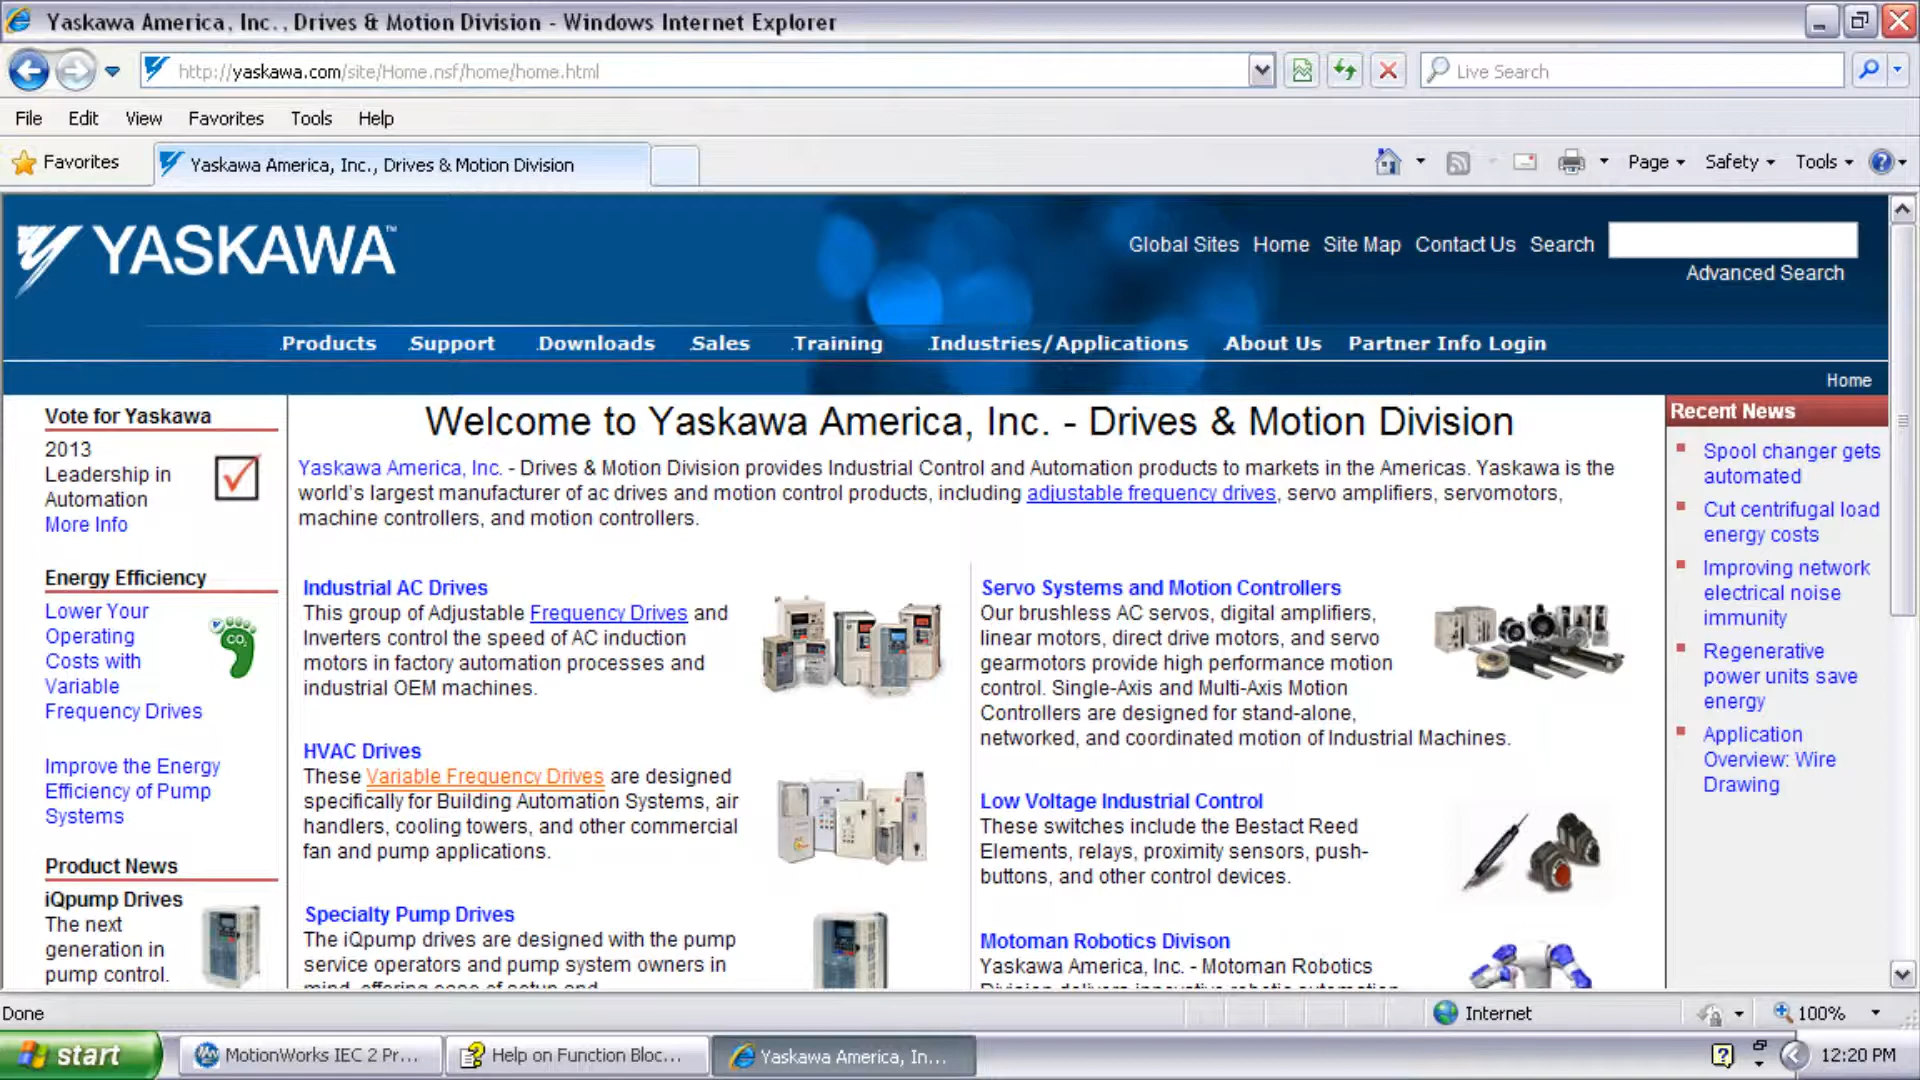 Yaskawa America, Inc., Drives & Motion Division - Windows Internet Explorer
http://yaskawa.com/site/Home.nsf/home/home.html
Live Search
File Edit View Favorites Tools Help
Favorites
Yaskawa America, Inc., Drives & Motion Division
Page Safety Tools
YASKAWA™
Global Sites Home Site Map Contact Us Search
Advanced Search
Products Support Downloads Sales Training Industries/Applications About Us Partner Info Login
Home
Vote for Yaskawa
2013
Leadership in
Automation
More Info
Energy Efficiency
Lower Your
Operating
Costs with
Variable
Frequency Drives
CO2
Improve the Energy
Efficiency of Pump
Systems
Product News
iQpump Drives
The next
generation in
pump control.
Welcome to Yaskawa America, Inc. - Drives & Motion Division
Yaskawa America, Inc. - Drives & Motion Division provides Industrial Control and Automation products to markets in the Americas. Yaskawa is the
world's largest manufacturer of ac drives and motion control products, including adjustable frequency drives, servo amplifiers, servomotors,
machine controllers, and motion controllers.
Industrial AC Drives
This group of Adjustable Frequency Drives and
Inverters control the speed of AC induction
motors in factory automation processes and
industrial OEM machines.
HVAC Drives
These Variable Frequency Drives are designed
specifically for Building Automation Systems, air
handlers, cooling towers, and other commercial
fan and pump applications.
Specialty Pump Drives
The iQpump drives are designed with the pump
service operators and pump system owners in
mind, offering ease of setup and
Servo Systems and Motion Controllers
Our brushless AC servos, digital amplifiers,
linear motors, direct drive motors, and servo
gearmotors provide high performance motion
control. Single-Axis and Multi-Axis Motion
Controllers are designed for stand-alone,
networked, and coordinated motion of Industrial Machines.
Low Voltage Industrial Control
These switches include the Bestact Reed
Elements, relays, proximity sensors, push-
buttons, and other control devices.
Motoman Robotics Divison
Yaskawa America, Inc. - Motoman Robotics
Division delivers innovative robotic automation
Recent News
Spool changer gets
automated
Cut centrifugal load
energy costs
Improving network
electrical noise
immunity
Regenerative
power units save
energy
Application
Overview: Wire
Drawing
Done
Internet
100%
start
MotionWorks IEC 2 Pr...
Help on Function Bloc...
Yaskawa America, In...
12:20 PM